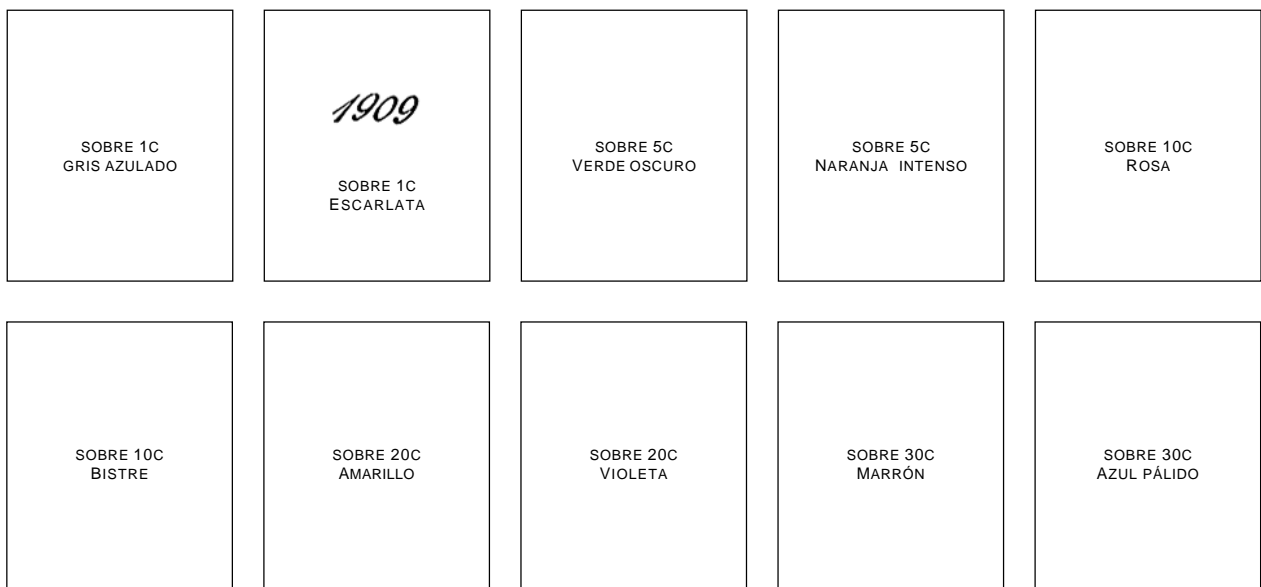 SOBRE 1C
GRIS AZULADO
1909
SOBRE 1C
ESCARLATA
SOBRE 5C
VERDE OSCURO
SOBRE 5C
NARANJA INTENSO
SOBRE 10C
ROSA
SOBRE 10C
BISTRE
SOBRE 20C
AMARILLO
SOBRE 20C
VIOLETA
SOBRE 30C
MARRÓN
SOBRE 30C
AZUL PÁLIDO